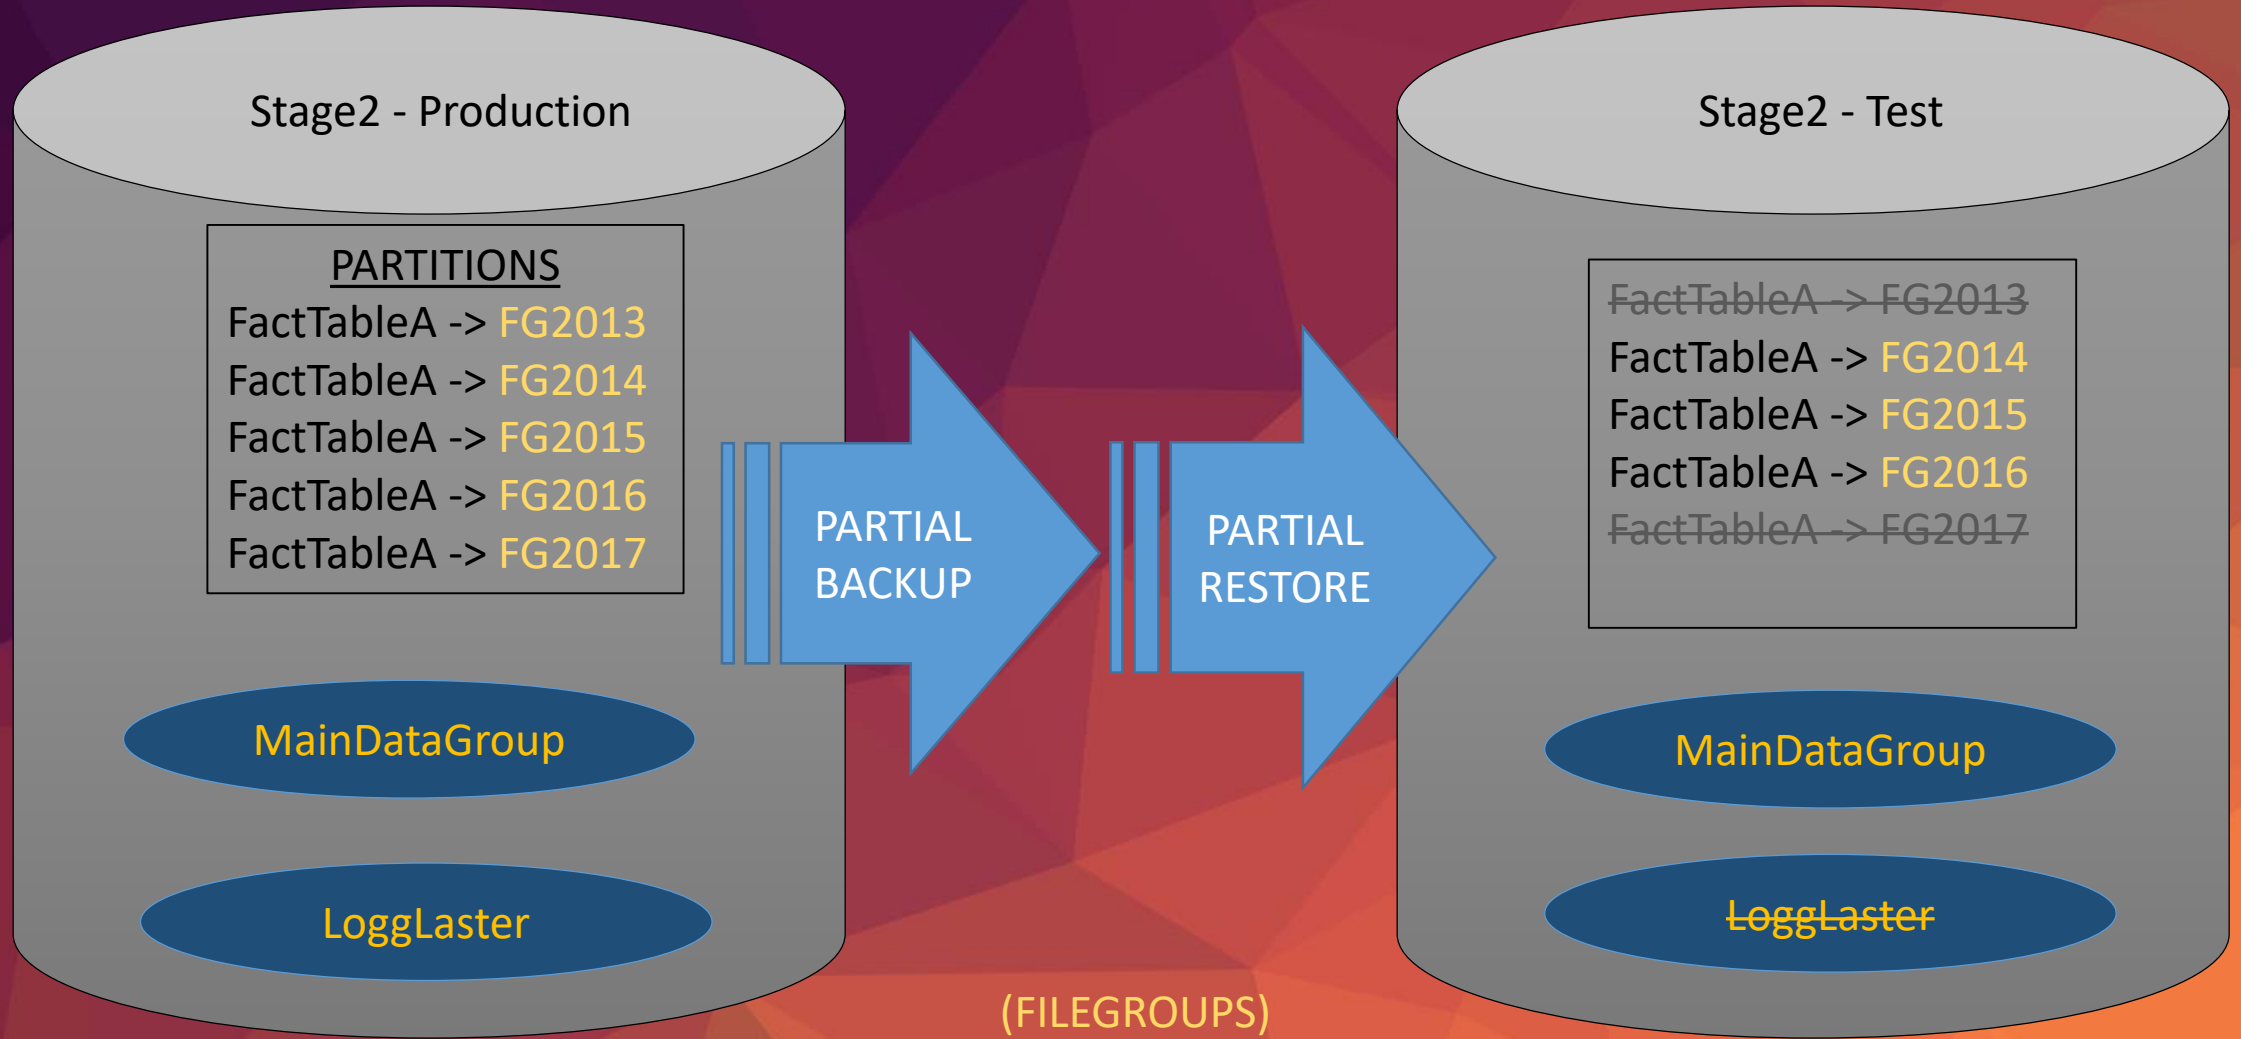 Stage2 - Production
PARTITIONS
FactTableA -> FG2013
FactTableA -> FG2014
FactTableA -> FG2015
FactTableA -> FG2016
FactTableA -> FG2017
MainDataGroup
LoggLaster
PARTIAL
BACKUP
PARTIAL
RESTORE
Stage2 - Test
FactTableA -> FG2013
FactTableA -> FG2014
FactTableA -> FG2015
FactTableA -> FG2016
FactTableA -> FG2017
MainDataGroup
LoggLaster
(FILEGROUPS)